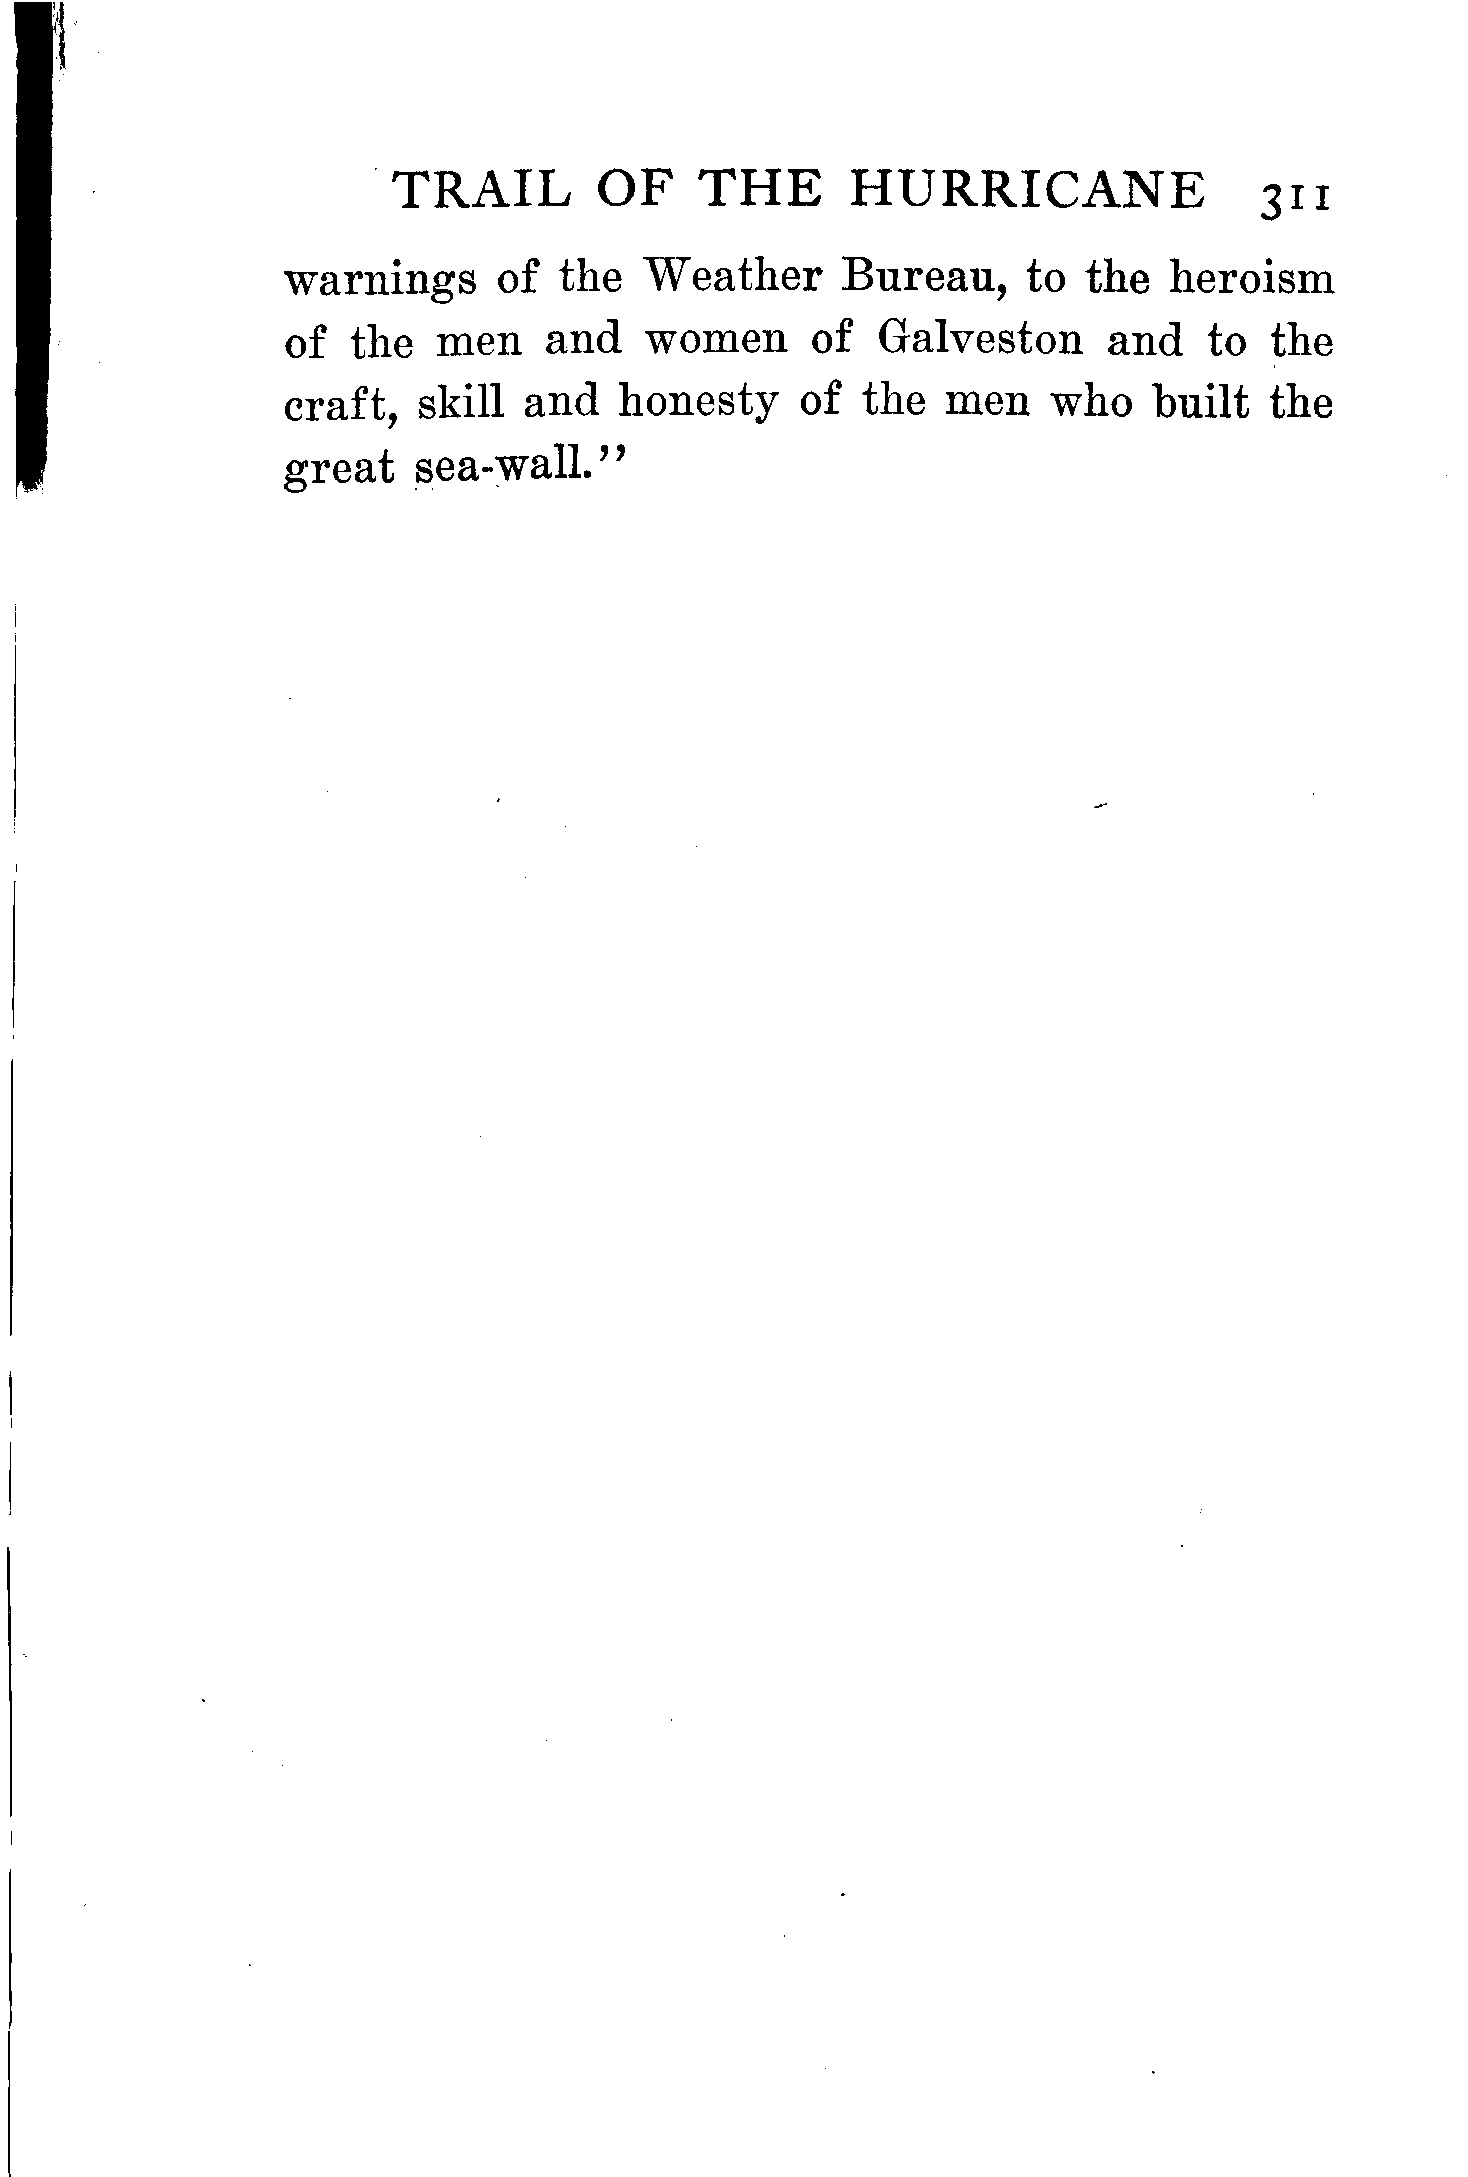 TRAIL OF THE HURRICANE 311
warnings of the Weather Bureau, to the heroism
of the men and women of Galveston and to the
craft, skill and honesty of the men who built the
great sea-wall.”